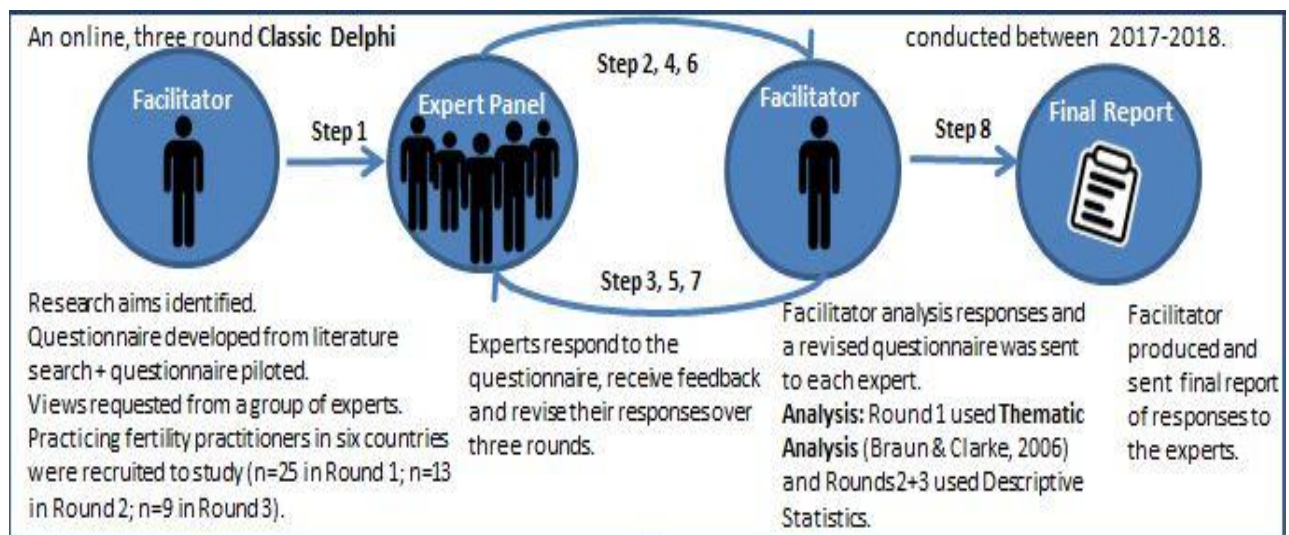 An online, three round Classic Delphi
conducted between 2017-2018.
Facilitator
Step 1
Expert Panel
Step 2, 4, 6
Step 3, 5, 7
Facilitator
Step 8
Final Report
Research aims identified.
Questionnaire developed from literature
search + questionnaire piloted.
Views requested from a group of experts.
Practicing fertility practitioners in six countries
were recruited to study (n=25 in Round 1; n=13
in Round 2; n=9 in Round 3).
Experts respond to the
questionnaire, receive feedback
and revise their responses over
three rounds.
Facilitator analysis responses and
a revised questionnaire was sent
to each expert.
Analysis: Round 1 used Thematic
Analysis (Braun & Clarke, 2006)
and Rounds 2+3 used Descriptive
Statistics.
Facilitator
produced and
sent final report
of responses to
the experts.